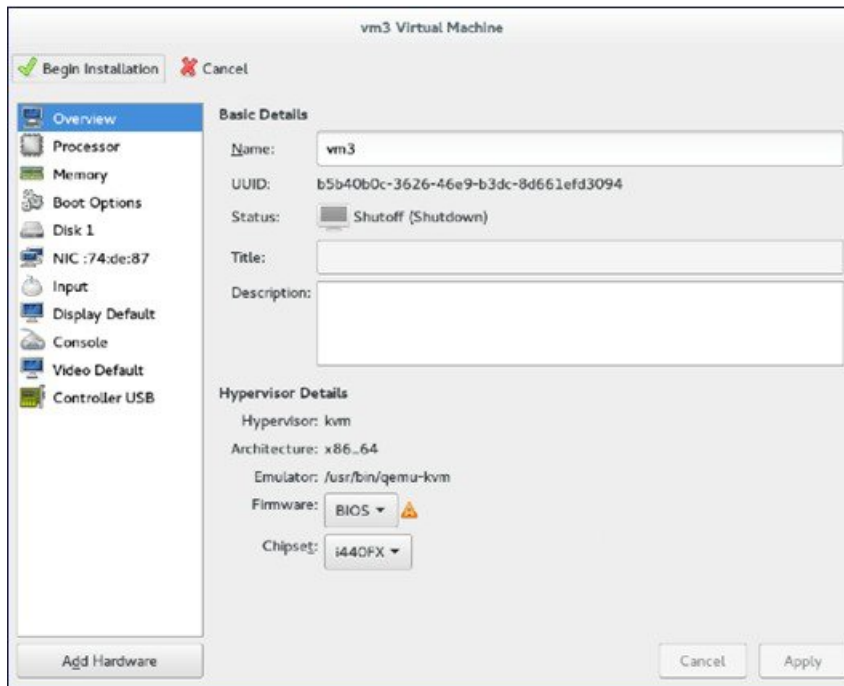 vm3 Virtual Machine
Begin Installation Cancel
Overview
Processor
Memory
Boot Options
Disk 1
NIC :74:de:87
Input
Display Default
Console
Video Default
Controller USB
Add Hardware
Basic Details
Name: vm3
UUID: b5b40b0c-3626-46e9-b3dc-8d661efd3094
Status: Shutoff (Shutdown)
Title:
Description:
Hypervisor Details
Hypervisor: kvm
Architecture: x86_64
Emulator: /usr/bin/qemu-kvm
Firmware: BIOS
Chipset: i440FX
Cancel Apply